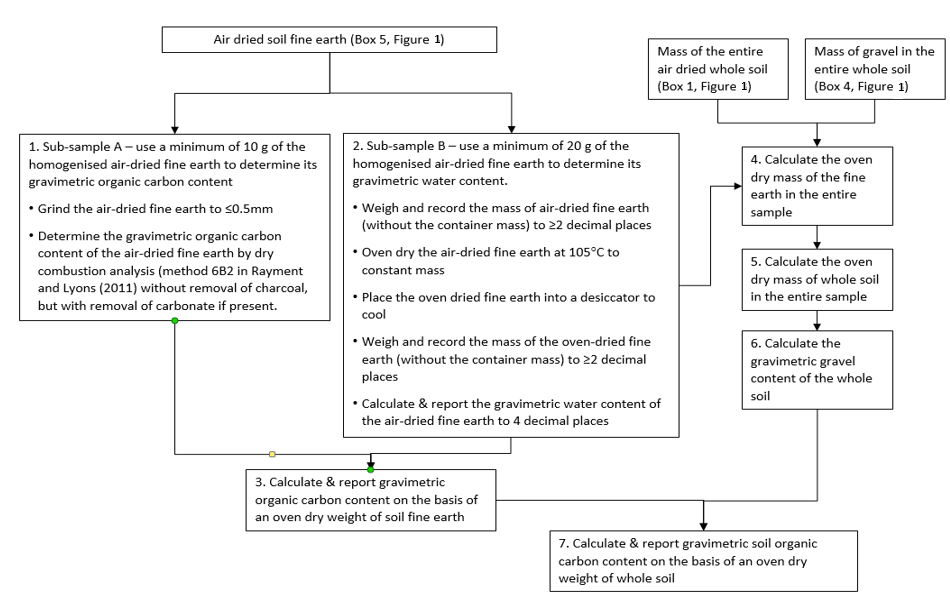 Air dried soil fine earth (Box 5, Figure 1)
Mass of the entire
air dried whole soil
(Box 1, Figure 1)
Mass of gravel in the
entire whole soil
(Box 4, Figure 1)
1. Sub-sample A – use a minimum of 10 g of the
homogenised air-dried fine earth to determine its
gravimetric organic carbon content
• Grind the air-dried fine earth to ≤0.5mm
• Determine the gravimetric organic carbon
content of the air-dried fine earth by dry
combustion analysis (method 6B2 in Rayment
and Lyons (2011) without removal of charcoal,
but with removal of carbonate if present.
2. Sub-sample B – use a minimum of 20 g of the
homogenised air-dried fine earth to determine its
gravimetric water content.
• Weigh and record the mass of air-dried fine earth
(without the container mass) to ≥2 decimal places
• Oven dry the air-dried fine earth at 105°C to
constant mass
• Place the oven dried fine earth into a desiccator to
cool
• Weigh and record the mass of the oven-dried fine
earth (without the container mass) to ≥2 decimal
places
• Calculate & report the gravimetric water content of
the air-dried fine earth to 4 decimal places
4. Calculate the oven
dry mass of the fine
earth in the entire
sample
5. Calculate the oven
dry mass of whole soil
in the entire sample
6. Calculate the
gravimetric gravel
content of the whole
soil
3. Calculate & report gravimetric
organic carbon content on the basis of
an oven dry weight of soil fine earth
7. Calculate & report gravimetric soil organic
carbon content on the basis of an oven dry
weight of whole soil